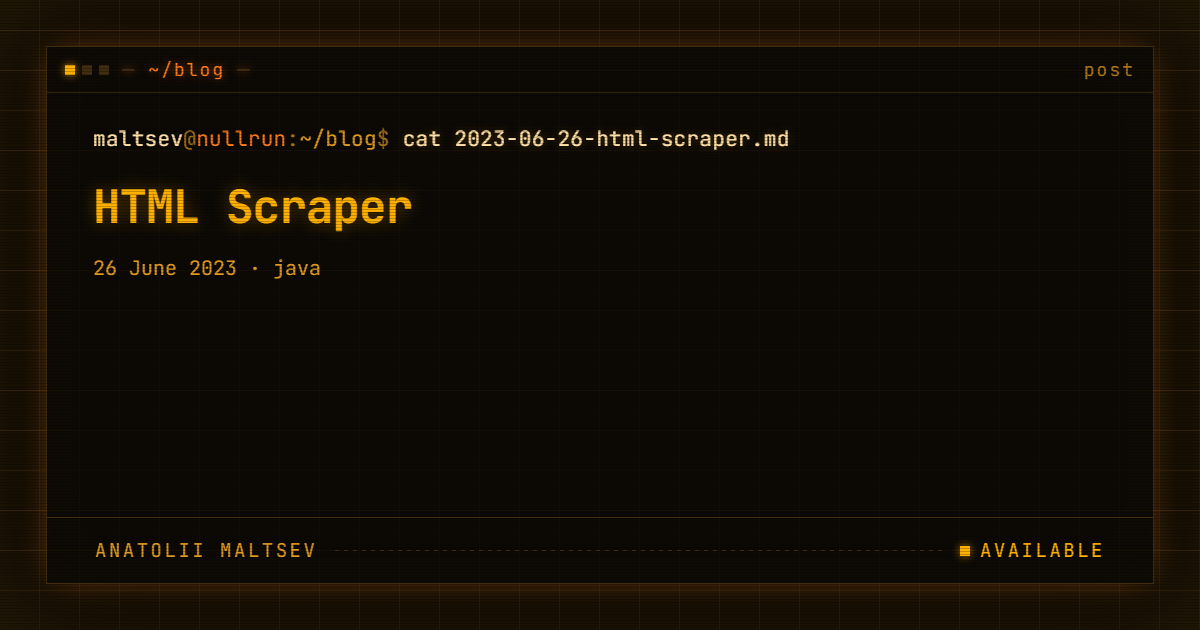 ~/blog
post
maltsev@nullrun:~/blog$ cat 2023-06-26-html-scraper.md
HTML Scraper
26 June 2023 · java
ANATOLII MALTSEV
AVAILABLE